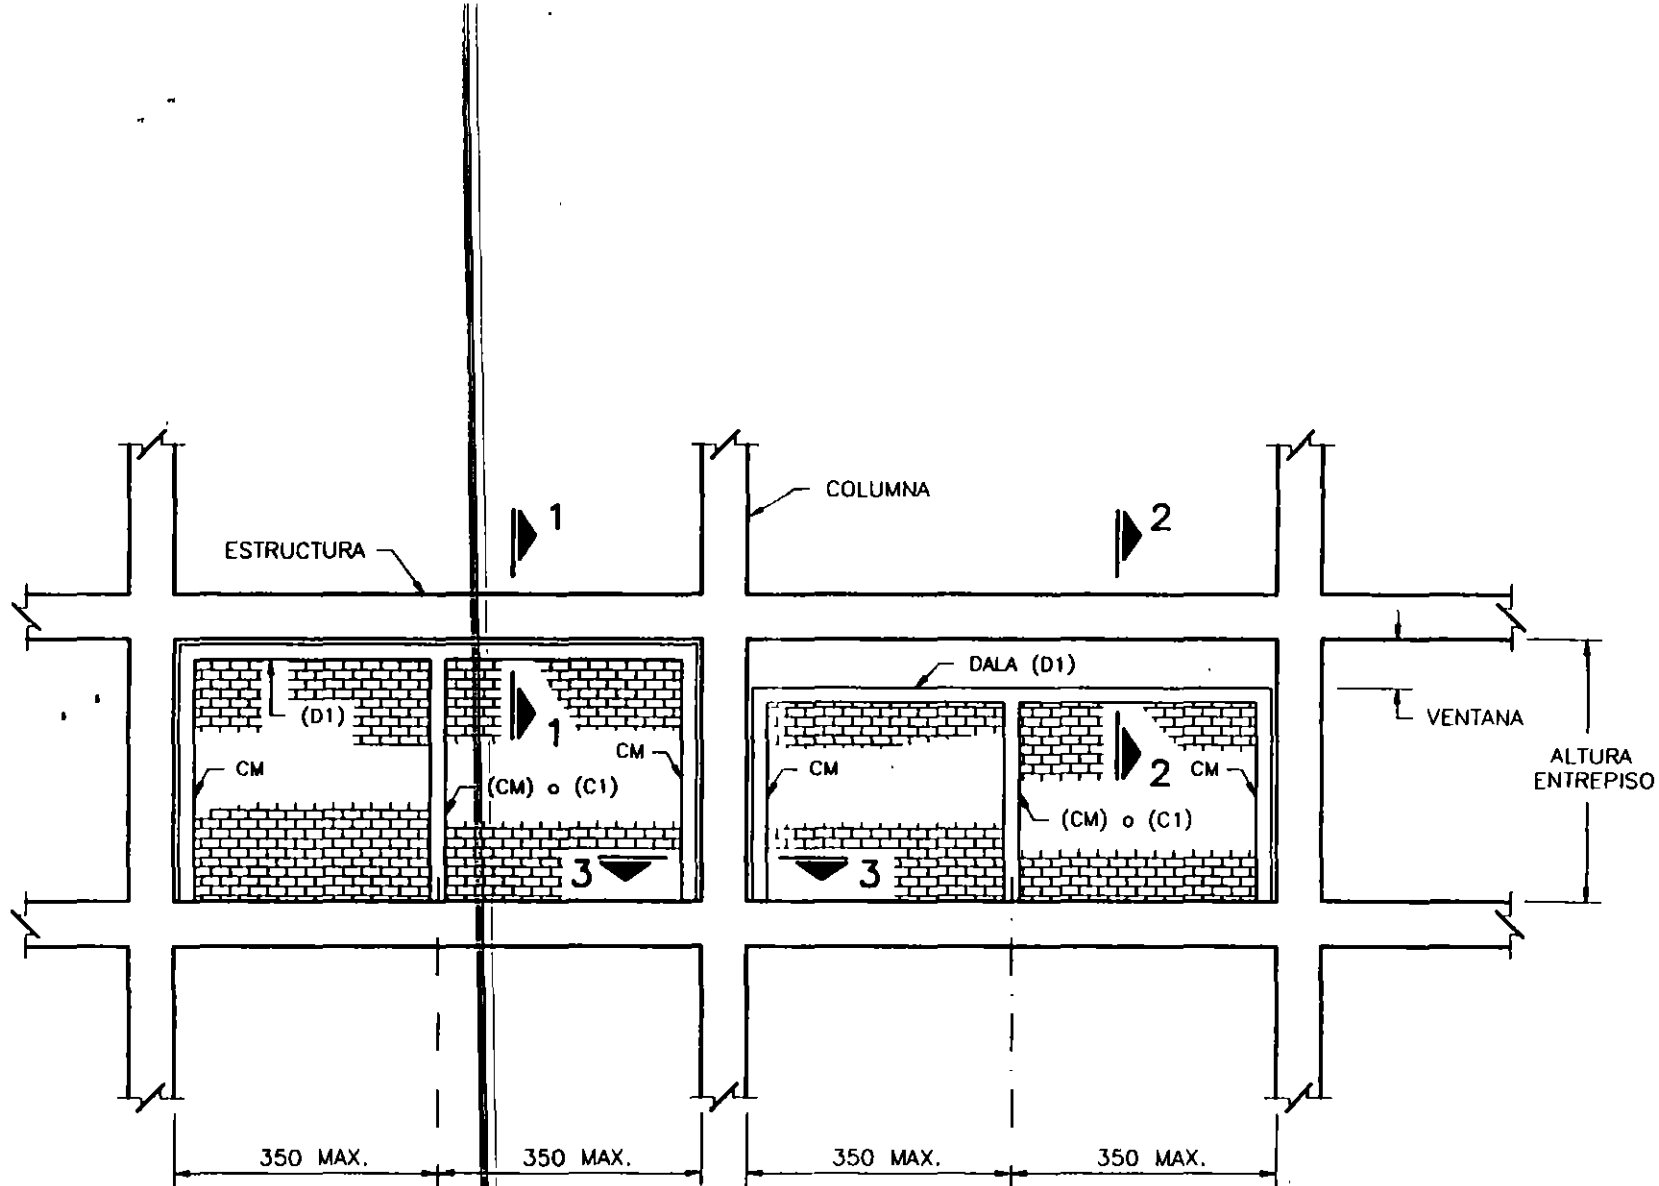 1
2
COLUMNA
ESTRUCTURA
DALA (D1)
(D1)
1
VENTANA
CM
CM
(CM) o (C1)
CM
2
CM
(CM) o (C1)
ALTURA
ENTREPISO
3
3
350 MAX.
350 MAX.
350 MAX.
350 MAX.